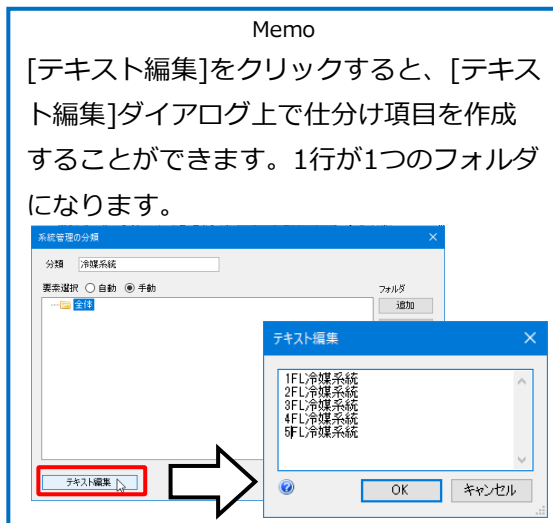 Memo
[テキスト編集]をクリックすると、[テキス
ト編集]ダイアログ上で仕分け項目を作成
することができます。1行が1つのフォルダ
になります。
系統管理の分類
分類 冷媒系統
要素選択 自動 手動
フォルダ
全体
追加
テキスト編集
1FL冷媒系統
2FL冷媒系統
3FL冷媒系統
4FL冷媒系統
5FL冷媒系統
テキスト編集
OK キャンセル